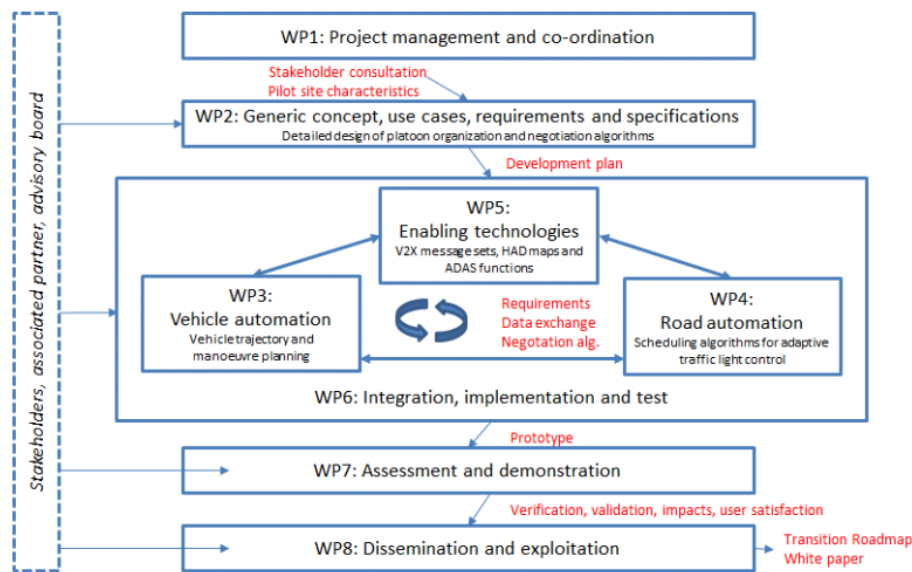 Stakeholders, associated partner, advisory board
WP1: Project management and co-ordination
Stakeholder consultation
Pilot site characteristics
WP2: Generic concept, use cases, requirements and specifications
Detailed design of platoon organization and negotiation algorithms
Development plan
WP5:
Enabling technologies
V2X message sets, HAD maps and
ADAS functions
WP3:
Vehicle automation
Vehicle trajectory and
manoeuvre planning
Requirements
Data exchange
Negotation alg.
WP4:
Road automation
Scheduling algorithms for adaptive
traffic light control
WP6: Integration, implementation and test
Prototype
WP7: Assessment and demonstration
Verification, validation, impacts, user satisfaction
WP8: Dissemination and exploitation
Transition Roadmap
White paper